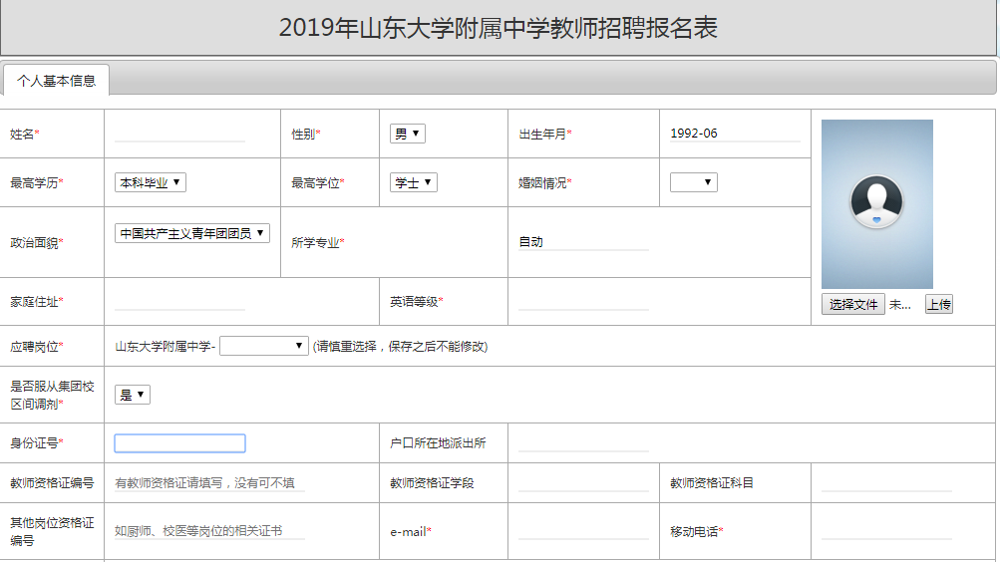 2019年山东大学附属中学教师招聘报名表
个人基本信息
姓名*
性别* 男
出生年月* 1992-06
最高学历* 本科毕业
最高学位* 学士
婚姻情况*
政治面貌* 中国共产主义青年团团员
所学专业* 自动
家庭住址*
英语等级*
选择文件 未... 上传
应聘岗位* 山东大学附属中学- (请慎重选择，保存之后不能修改)
是否服从集团校
区间调剂* 是
身份证号*
户口所在地派出所
教师资格证编号 有教师资格证请填写，没有可不填
教师资格证学段
教师资格证科目
其他岗位资格证
编号 如厨师、校医等岗位的相关证书
e-mail*
移动电话*